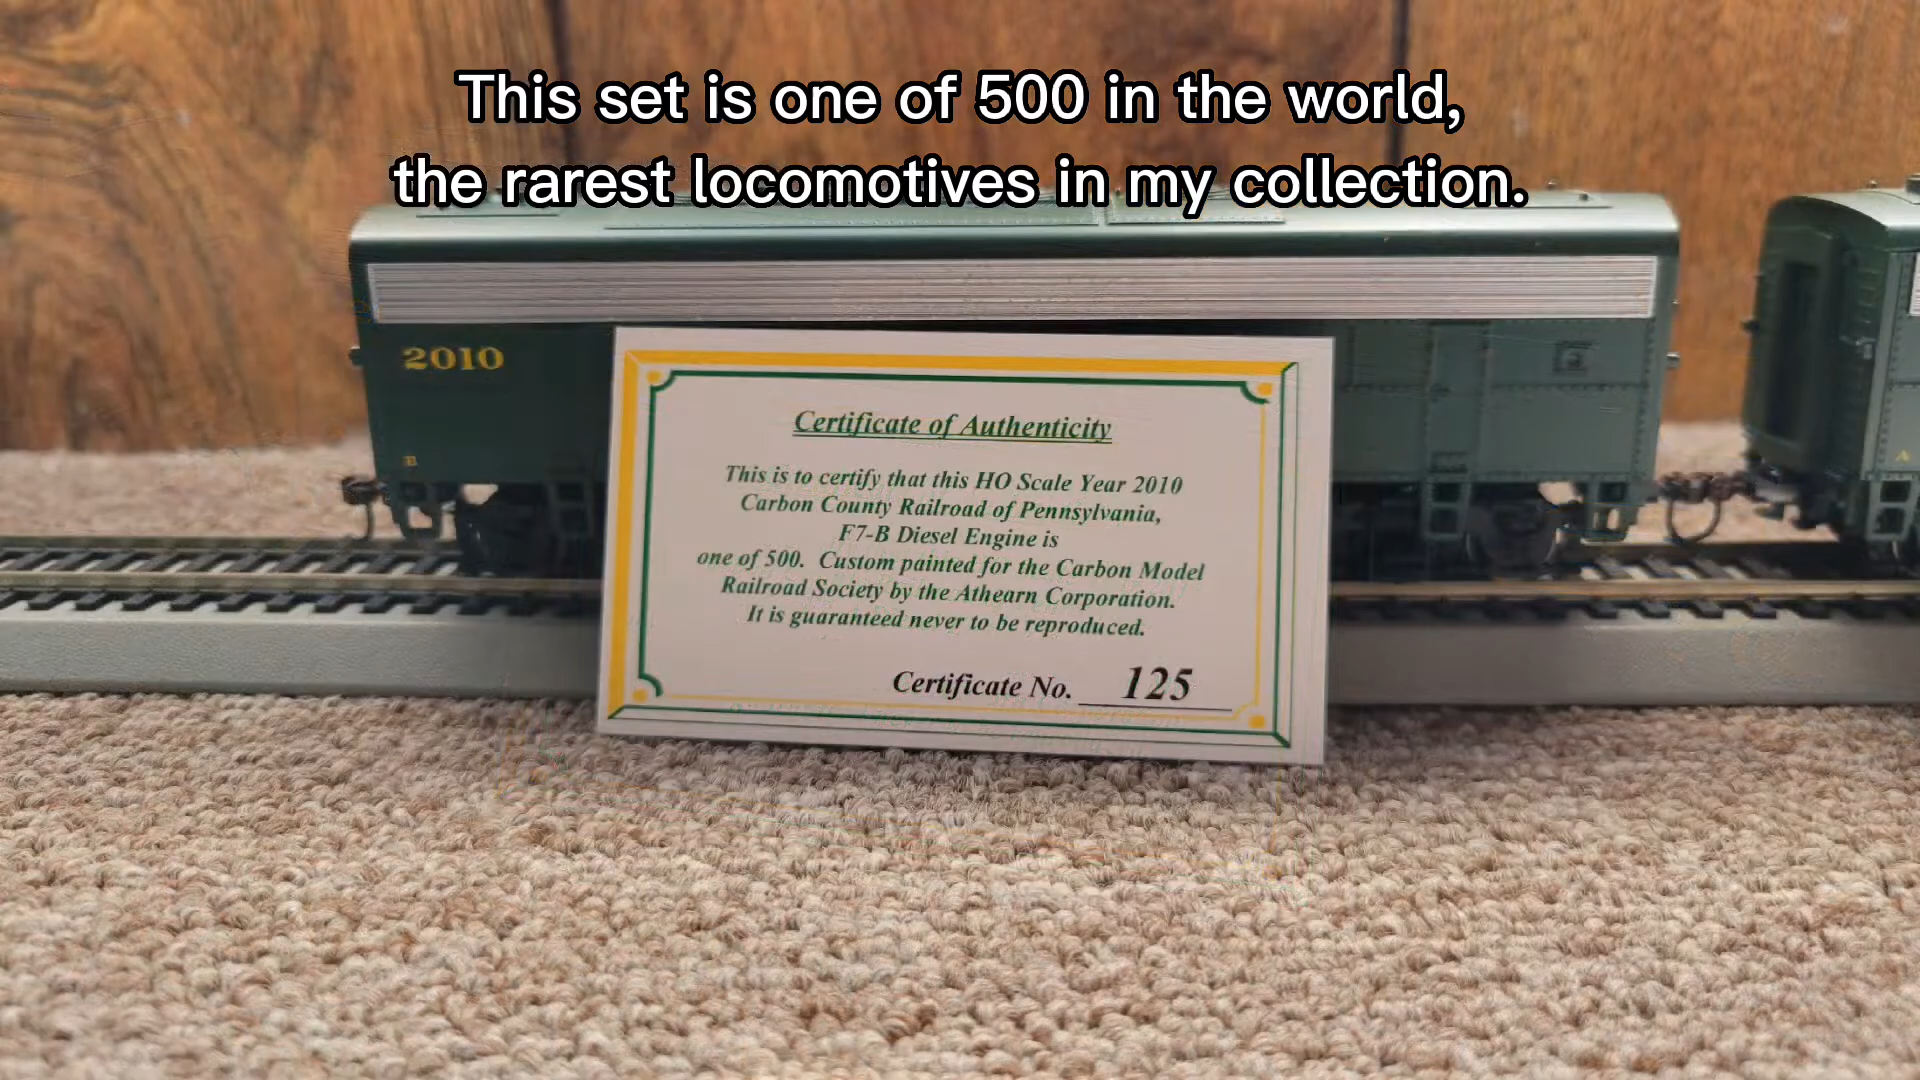 This set is one of 500 in the world,
the rarest locomotives in my collection.
2010
B
A
Certificate of Authenticity
This is to certify that this HO Scale Year 2010
Carbon County Railroad of Pennsylvania,
F7-B Diesel Engine is
one of 500. Custom painted for the Carbon Model
Railroad Society by the Athearn Corporation.
It is guaranteed never to be reproduced.
Certificate No. 125